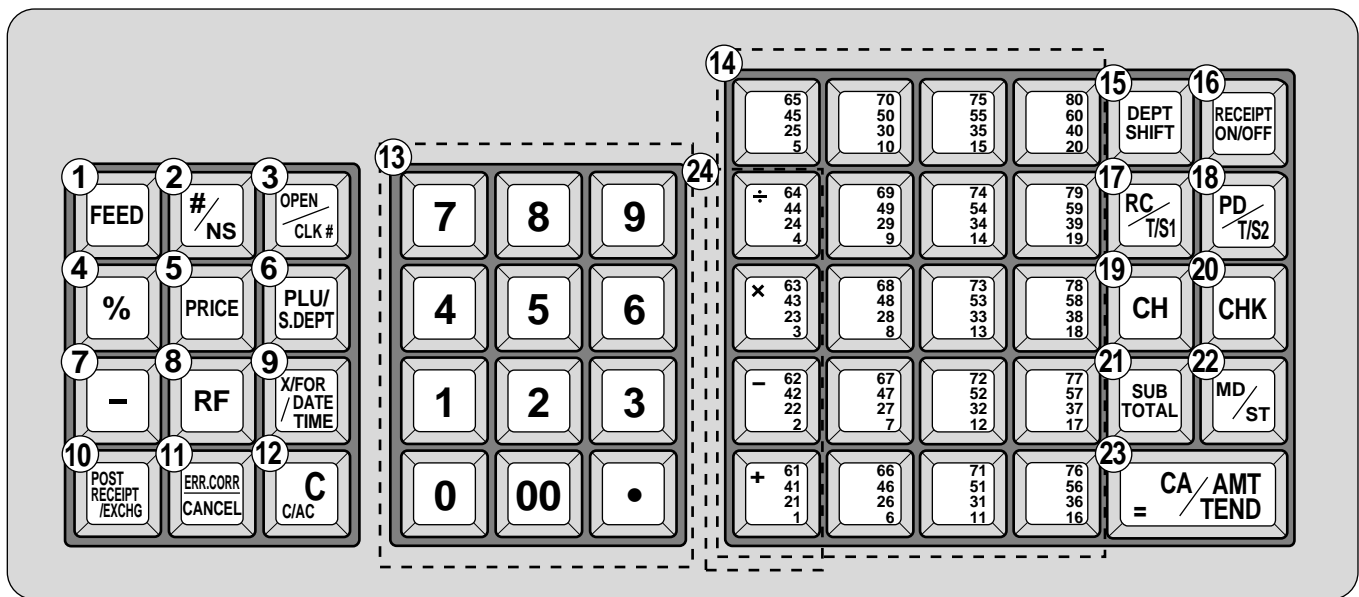 1
FEED
2
#/NS
3
OPEN
CLK #
4
%
5
PRICE
6
PLU/
S.DEPT
7
−
8
RF
9
X/FOR
/ DATE
TIME
10
POST
RECEIPT
/EXCHG
11
ERR.CORR
CANCEL
12
C
C/AC
13
7 8 9
4 5 6
1 2 3
0 00 •
14
65
45
25
5
70
50
30
10
75
55
35
15
80
60
40
20
24
÷ 64
44
24
4
69
49
29
9
74
54
34
14
79
59
39
19
× 63
43
23
3
68
48
28
8
73
53
33
13
78
58
38
18
− 62
42
22
2
67
47
27
7
72
52
32
12
77
57
37
17
+ 61
41
21
1
66
46
26
6
71
51
31
11
76
56
36
16
15
DEPT
SHIFT
16
RECEIPT
ON/OFF
17
RC
T/S1
18
PD
T/S2
19
CH
20
CHK
21
SUB
TOTAL
22
MD
ST
23
CA/AMT
= TEND